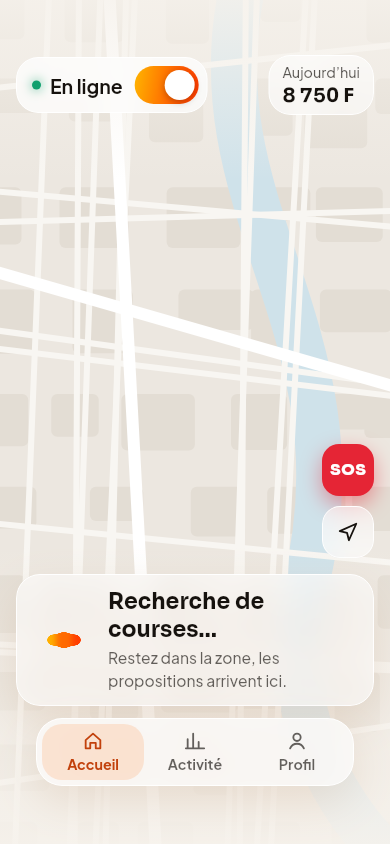 En ligne
Aujourd'hui
8 750 F
SOS
Recherche de
courses...
Restez dans la zone, les
propositions arrivent ici.
Accueil
Activité
Profil